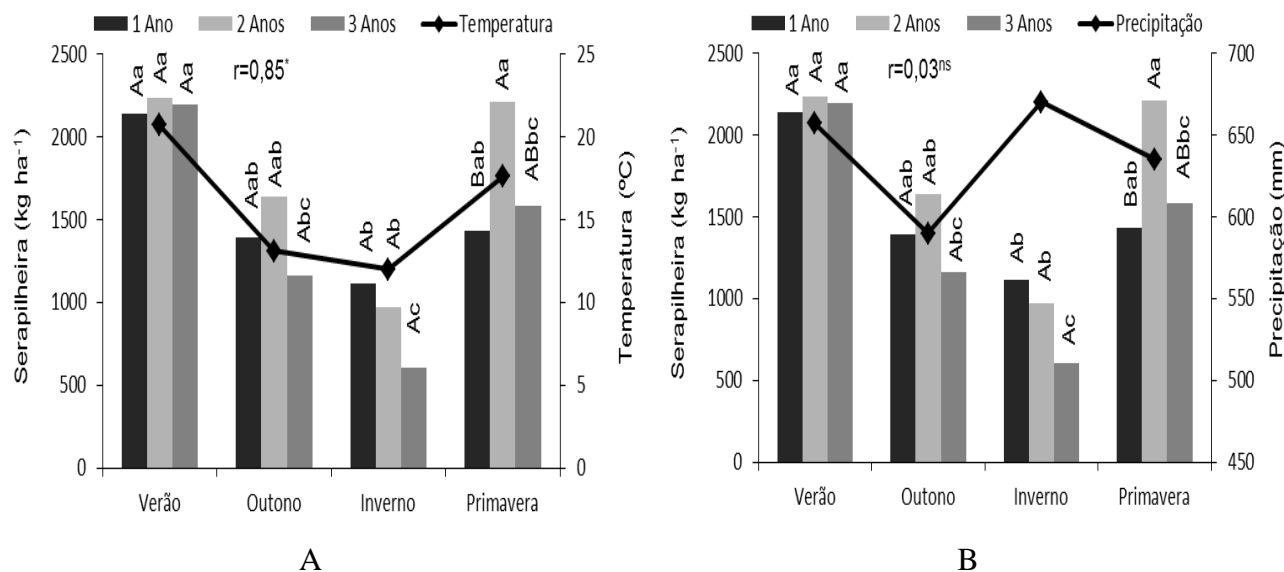 1 Ano 2 Anos 3 Anos Temperatura
r=0,85*
Serapilheira (kg ha⁻¹)
2500
2000
1500
1000
500
0
Aa Aa Aa
Aab Aab Abc
Ab Ab Ac
Bab Aa ABbc
25
20
15
10
5
0
Temperatura (ºC)
Verão Outono Inverno Primavera
A
1 Ano 2 Anos 3 Anos Precipitação
r=0,03ⁿˢ
Serapilheira (kg ha⁻¹)
2500
2000
1500
1000
500
0
Aa Aa Aa
Aab Aab Abc
Ab Ab Ac
Bab Aa ABbc
700
650
600
550
500
450
Precipitação (mm)
Verão Outono Inverno Primavera
B